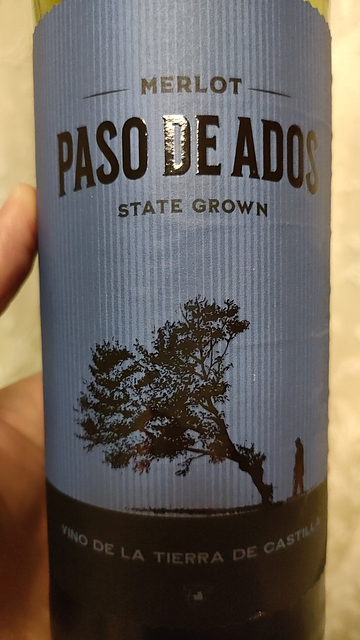 MERLOT
PASO DE ADOS
STATE GROWN
VINO DE LA TIERRA DE CASTILLA